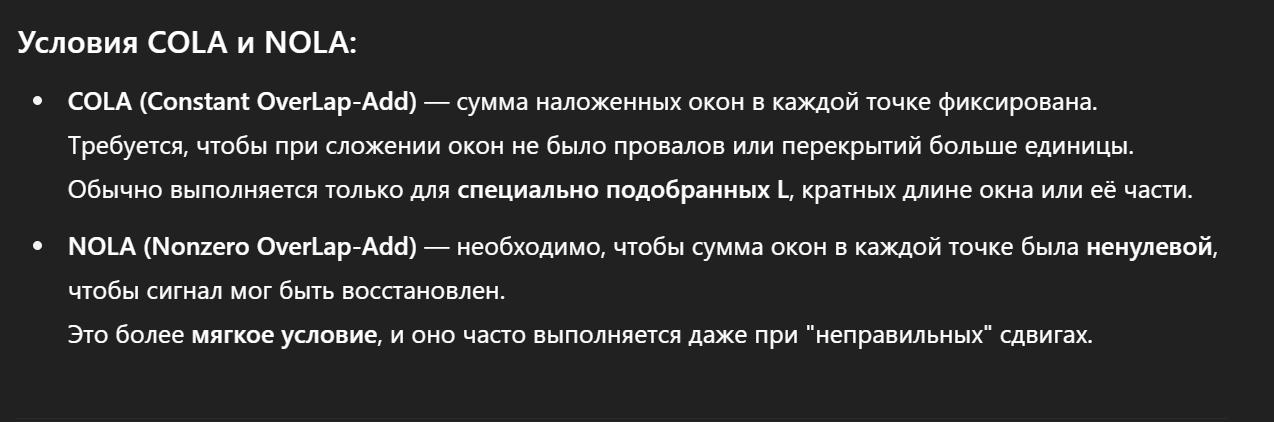 Условия COLA и NOLA:
• COLA (Constant OverLap-Add) — сумма наложенных окон в каждой точке фиксирована.
Требуется, чтобы при сложении окон не было провалов или перекрытий больше единицы.
Обычно выполняется только для специально подобранных L, кратных длине окна или её части.
• NOLA (Nonzero OverLap-Add) — необходимо, чтобы сумма окон в каждой точке была ненулевой,
чтобы сигнал мог быть восстановлен.
Это более мягкое условие, и оно часто выполняется даже при "неправильных" сдвигах.